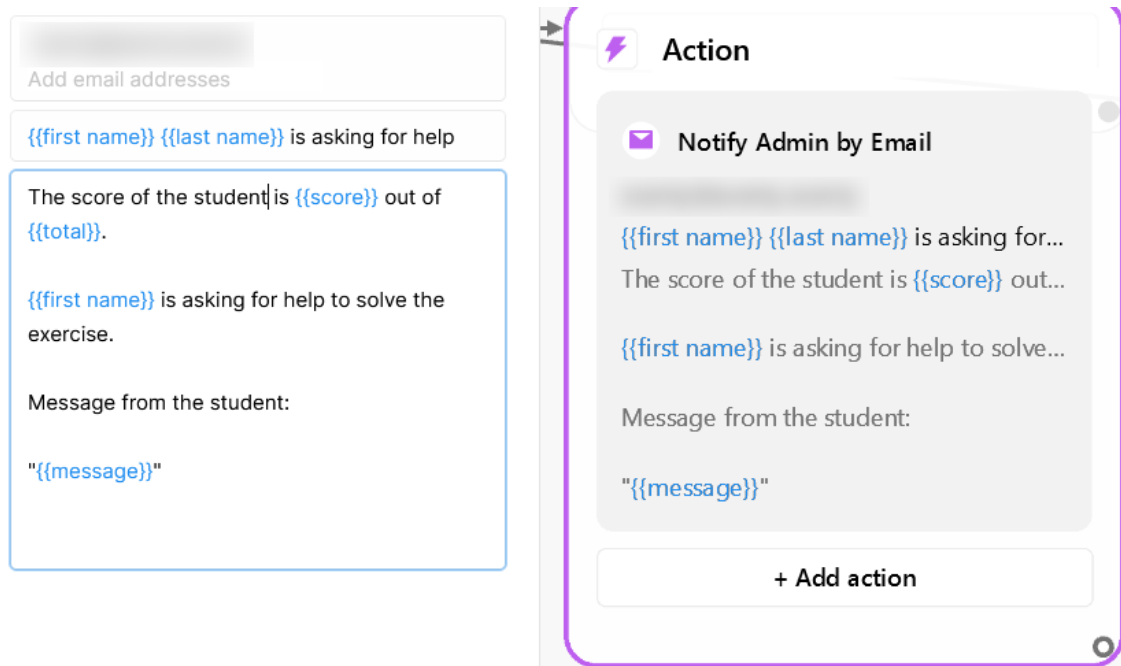 Add email addresses
{{first name}} {{last name}} is asking for help
The score of the student is {{score}} out of
{{total}}.
{{first name}} is asking for help to solve the
exercise.
Message from the student:
"{{message}}"
Action
Notify Admin by Email
{{first name}} {{last name}} is asking for...
The score of the student is {{score}} out...
{{first name}} is asking for help to solve...
Message from the student:
"{{message}}"
+ Add action